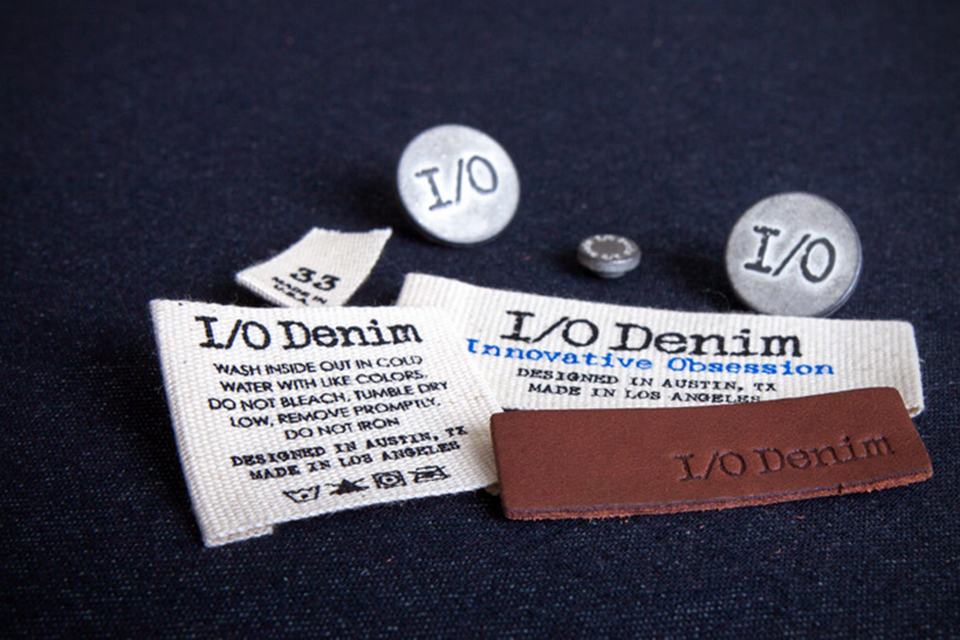 I/O
I/O
33
MADE IN
I/O Denim
WASH INSIDE OUT IN COLD
WATER WITH LIKE COLORS.
DO NOT BLEACH, TUMBLE DRY
LOW, REMOVE PROMPTLY.
DO NOT IRON
DESIGNED IN AUSTIN, TX
MADE IN LOS ANGELES
I/O Denim
Innovative Obsession
DESIGNED IN AUSTIN, TX
MADE IN LOS ANGELES
I/O Denim